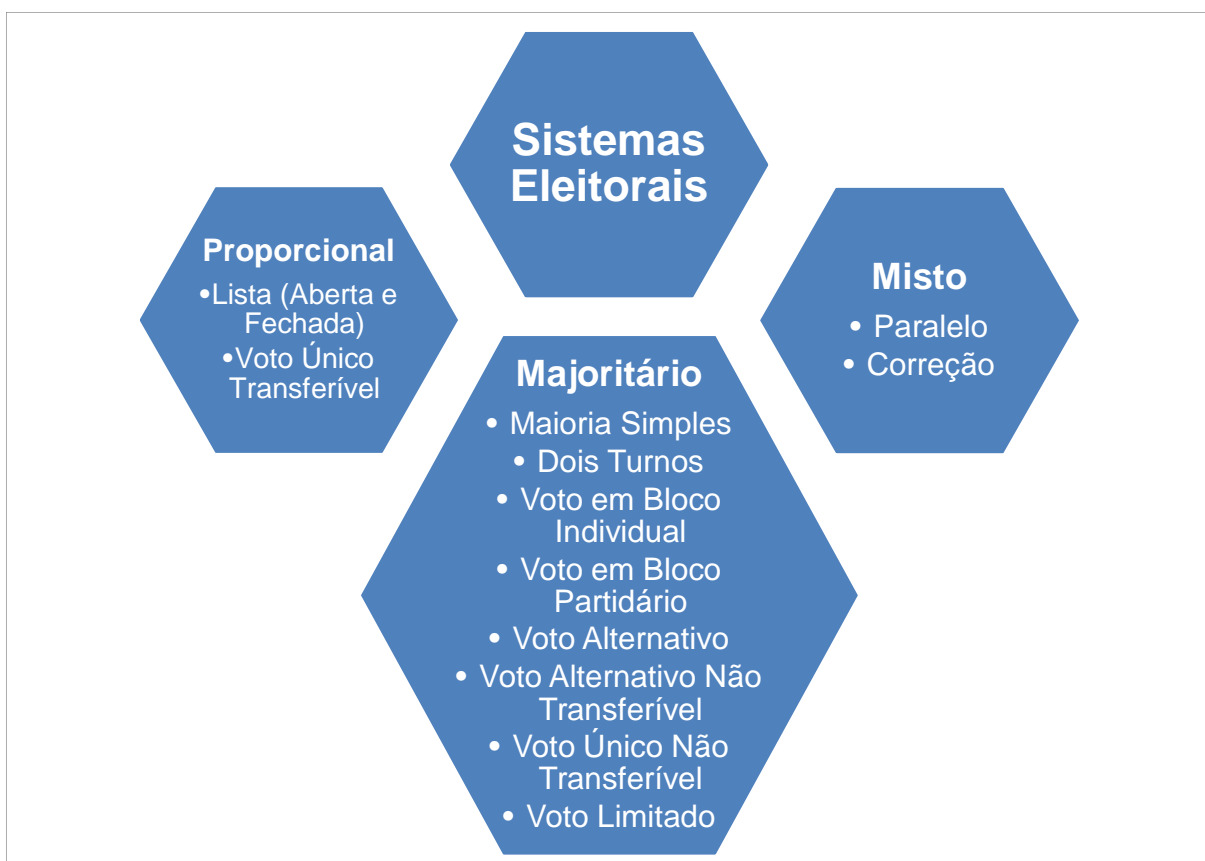 Sistemas
Eleitorais
Proporcional
•Lista (Aberta e
Fechada)
•Voto Único
Transferível
Misto
• Paralelo
• Correção
Majoritário
• Maioria Simples
• Dois Turnos
• Voto em Bloco
Individual
• Voto em Bloco
Partidário
• Voto Alternativo
• Voto Alternativo Não
Transferível
• Voto Único Não
Transferível
• Voto Limitado